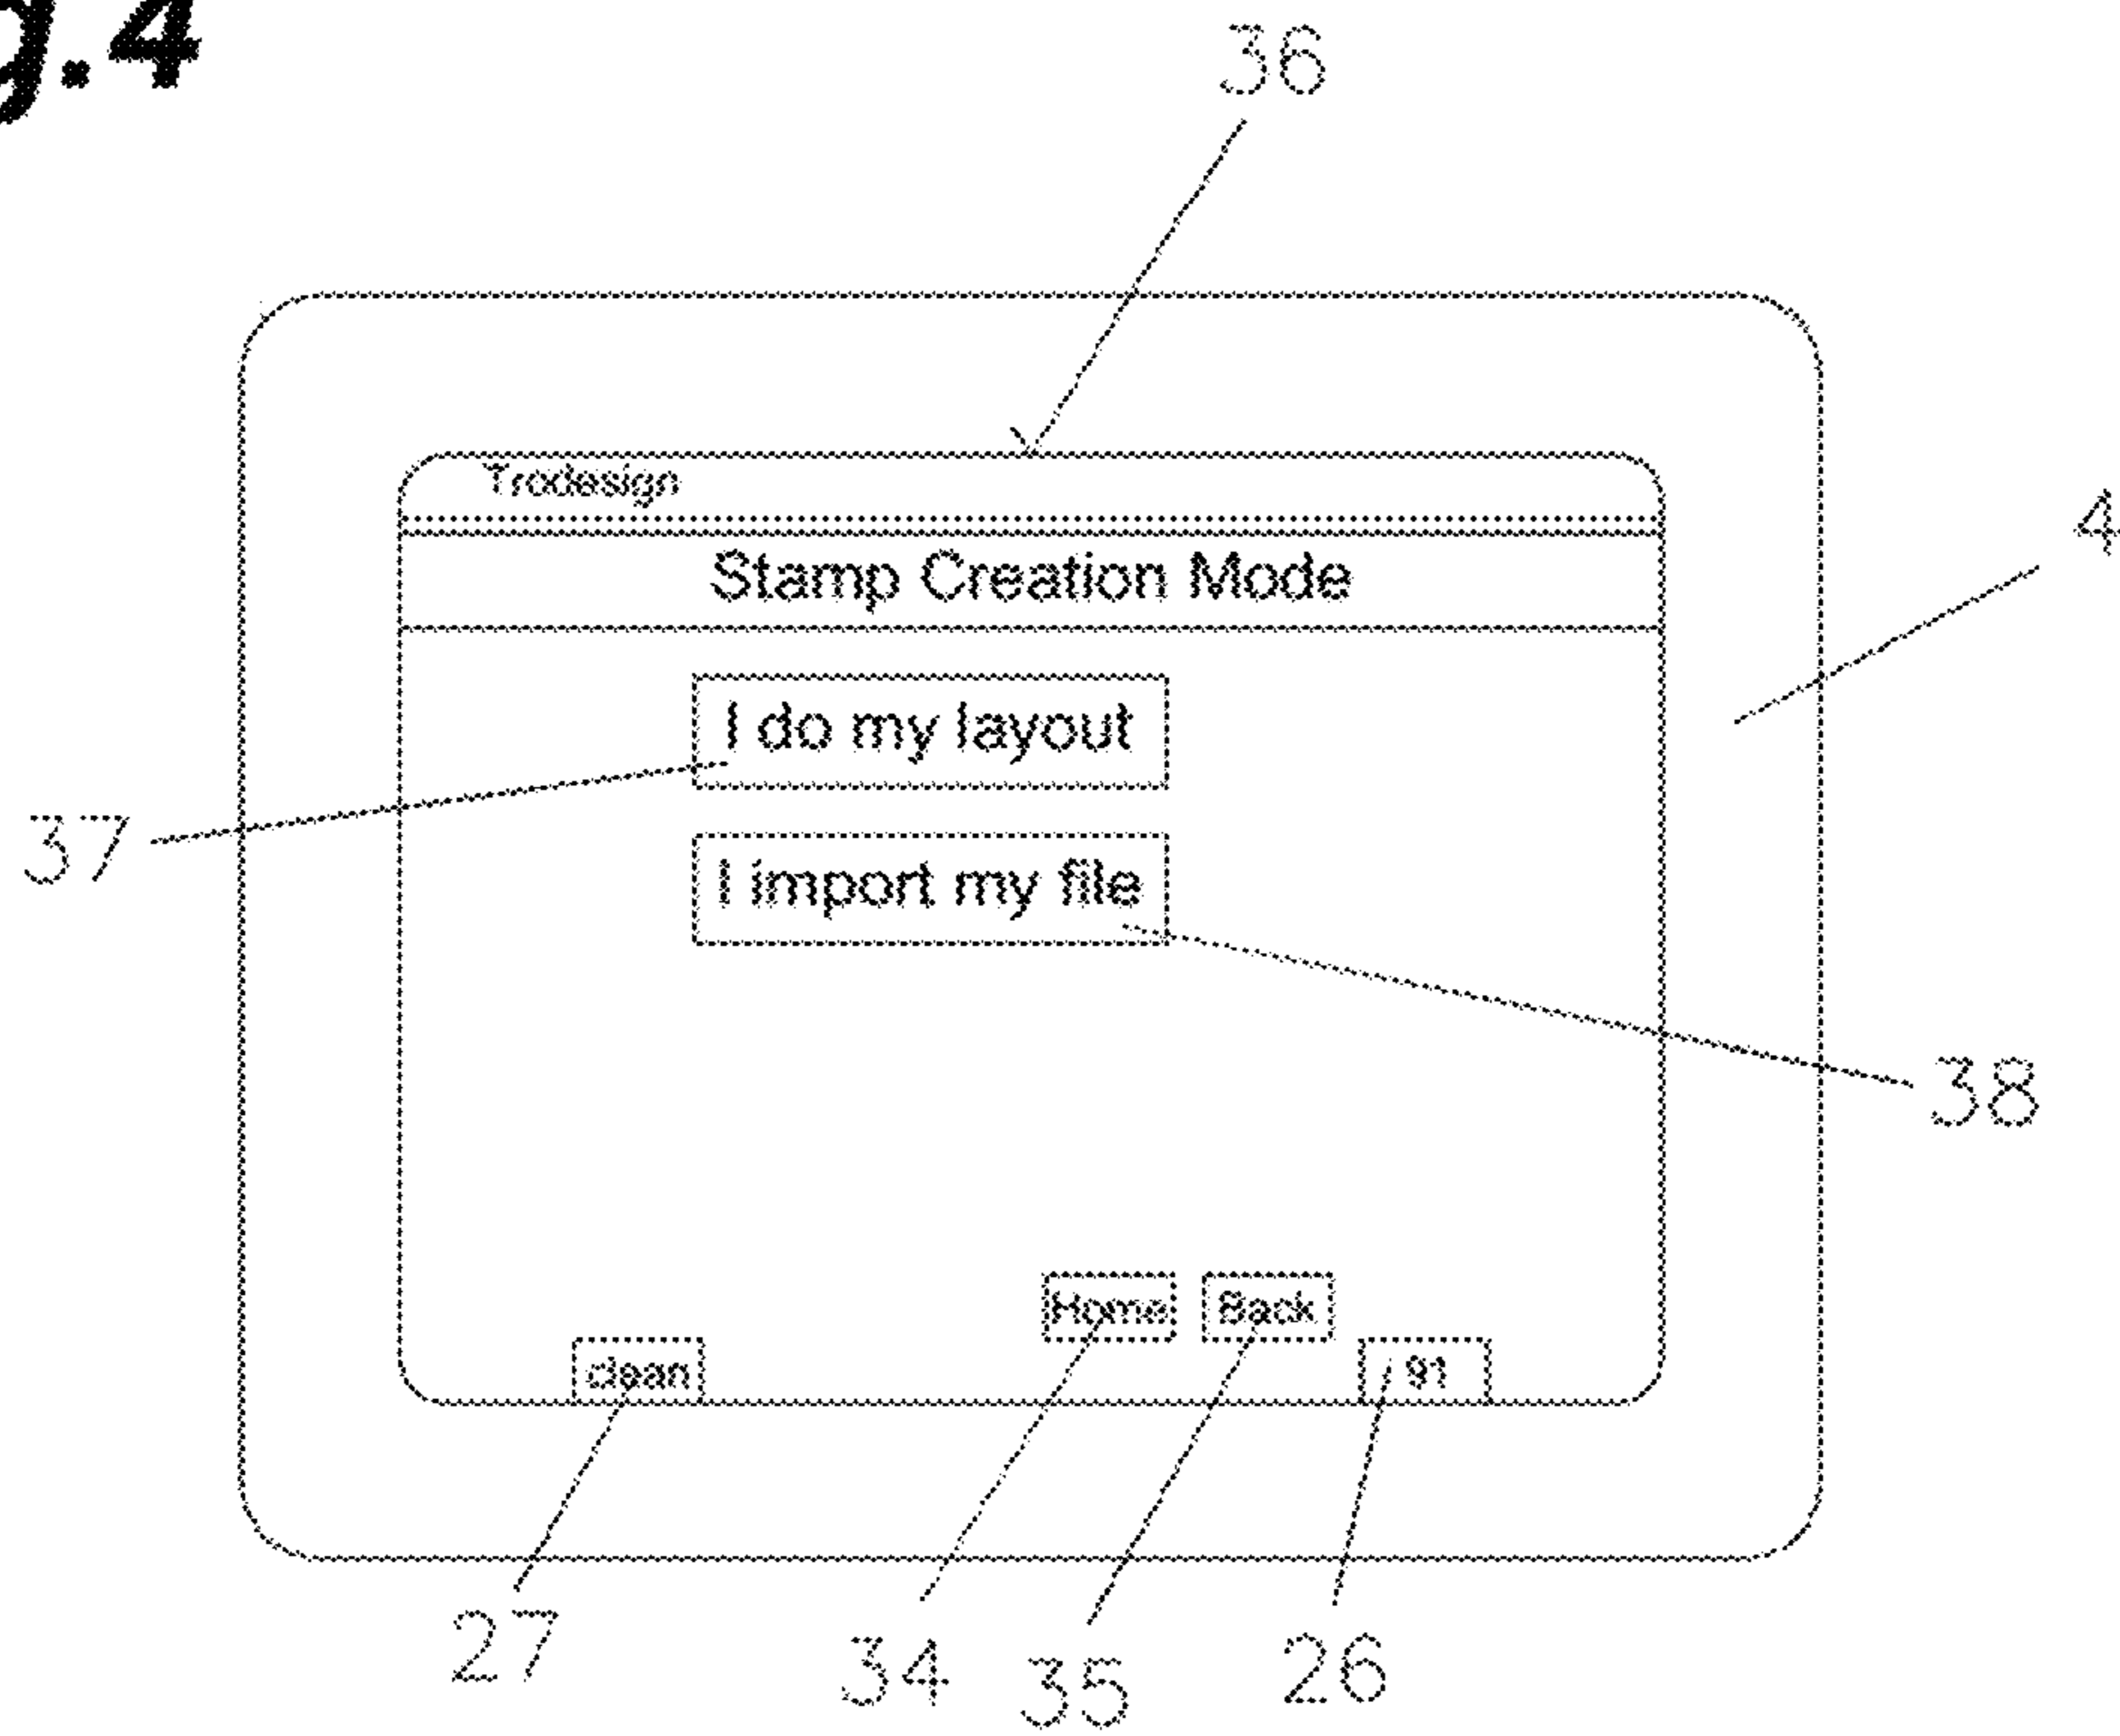 g.4
36
Trodesign
4
Stamp Creation Mode
I do my layout
37
I import my file
38
Home Back
clean 91
27 34 35 26